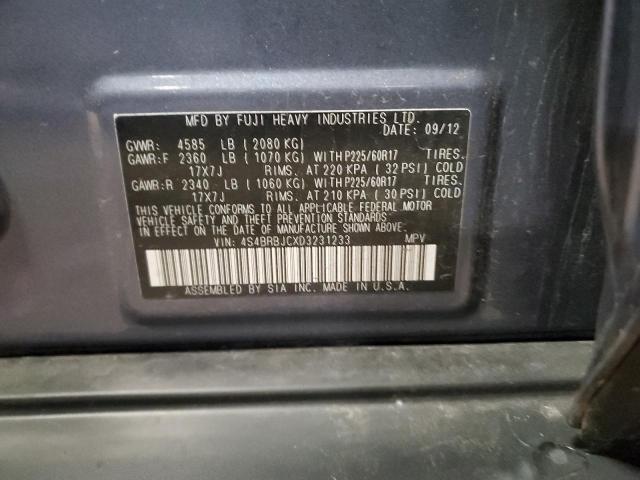 MFD BY FUJI HEAVY INDUSTRIES LTD.
DATE: 09/12
GVWR: 4585 LB ( 2080 KG)
GAWR:F 2360 LB ( 1070 KG) WITH P225/60R17 TIRES.
17X7J RIMS. AT 220 KPA ( 32 PSI) COLD
GAWR:R 2340 LB ( 1060 KG) WITH P225/60R17 TIRES.
17X7J RIMS. AT 210 KPA ( 30 PSI) COLD
THIS VEHICLE CONFORMS TO ALL APPLICABLE FEDERAL MOTOR
VEHICLE SAFETY AND THEFT PREVENTION STANDARDS
IN EFFECT ON THE DATE OF MANUFACTURE SHOWN ABOVE.
VIN: 4S4BRBJCXD3231233 MPV
ASSEMBLED BY SIA INC. MADE IN U.S.A.